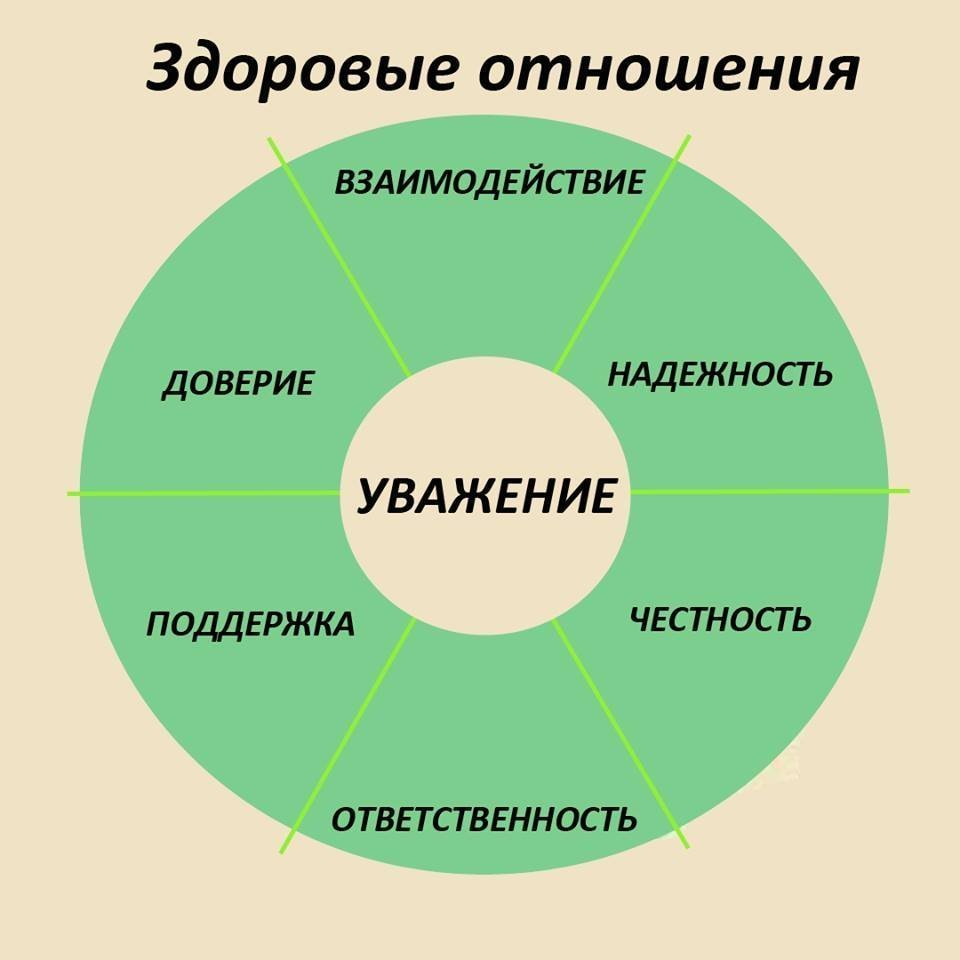 Здоровые отношения
ВЗАИМОДЕЙСТВИЕ
НАДЕЖНОСТЬ
ДОВЕРИЕ
УВАЖЕНИЕ
ЧЕСТНОСТЬ
ПОДДЕРЖКА
ОТВЕТСТВЕННОСТЬ